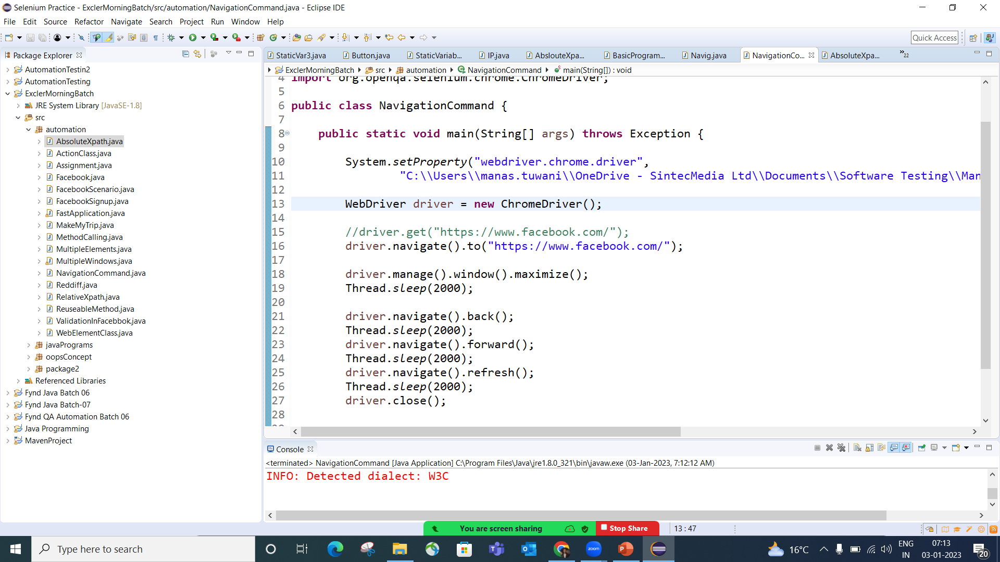 Selenium Practice - ExclerMorningBatch/src/automation/NavigationCommand.java - Eclipse IDE
File Edit Source Refactor Navigate Search Project Run Window Help
Quick Access
Package Explorer
AutomationTestin2
AutomationTesting
ExclerMorningBatch
JRE System Library [JavaSE-1.8]
src
automation
AbsoluteXpath.java
ActionClass.java
Assignment.java
Facebook.java
FacebookScenario.java
FacebookSignup.java
FastApplication.java
MakeMyTrip.java
MethodCalling.java
MultipleElements.java
MultipleWindows.java
NavigationCommand.java
Reddiff.java
RelativeXpath.java
ReuseableMethod.java
ValidationInFacebbok.java
WebElementClass.java
javaPrograms
oopsConcept
package2
Referenced Libraries
Fynd Java Batch 06
Fynd Java Batch-07
Fynd QA Automation Batch 06
Java Programming
MavenProject
StaticVar3.java Button.java StaticVariab... IP.java AbslouteXpa... BasicProgram... Navig.java NavigationCo... AbsoluteXpa... »22
ExclerMorningBatch src automation NavigationCommand main(String[]) : void
4 import org.openqa.selenium.chrome.ChromeDriver;
5
6 public class NavigationCommand {
7
8 public static void main(String[] args) throws Exception {
9
10 System.setProperty("webdriver.chrome.driver",
11 "C:\\Users\\manas.tuwani\\OneDrive - SintecMedia Ltd\\Documents\\Software Testing\\Man
12
13 WebDriver driver = new ChromeDriver();
14
15 //driver.get("https://www.facebook.com/");
16 driver.navigate().to("https://www.facebook.com/");
17
18 driver.manage().window().maximize();
19 Thread.sleep(2000);
20
21 driver.navigate().back();
22 Thread.sleep(2000);
23 driver.navigate().forward();
24 Thread.sleep(2000);
25 driver.navigate().refresh();
26 Thread.sleep(2000);
27 driver.close();
28
Console
<terminated> NavigationCommand [Java Application] C:\Program Files\Java\jre1.8.0_321\bin\javaw.exe (03-Jan-2023, 7:12:12 AM)
INFO: Detected dialect: W3C
You are screen sharing Stop Share 13 : 47
Type here to search
zoom
16°C
ENG
IN
07:13
03-01-2023
20